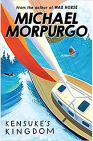 From the author of WAR HORSE
MICHAEL
MORPURGO
KENSUKE'S
KINGDOM